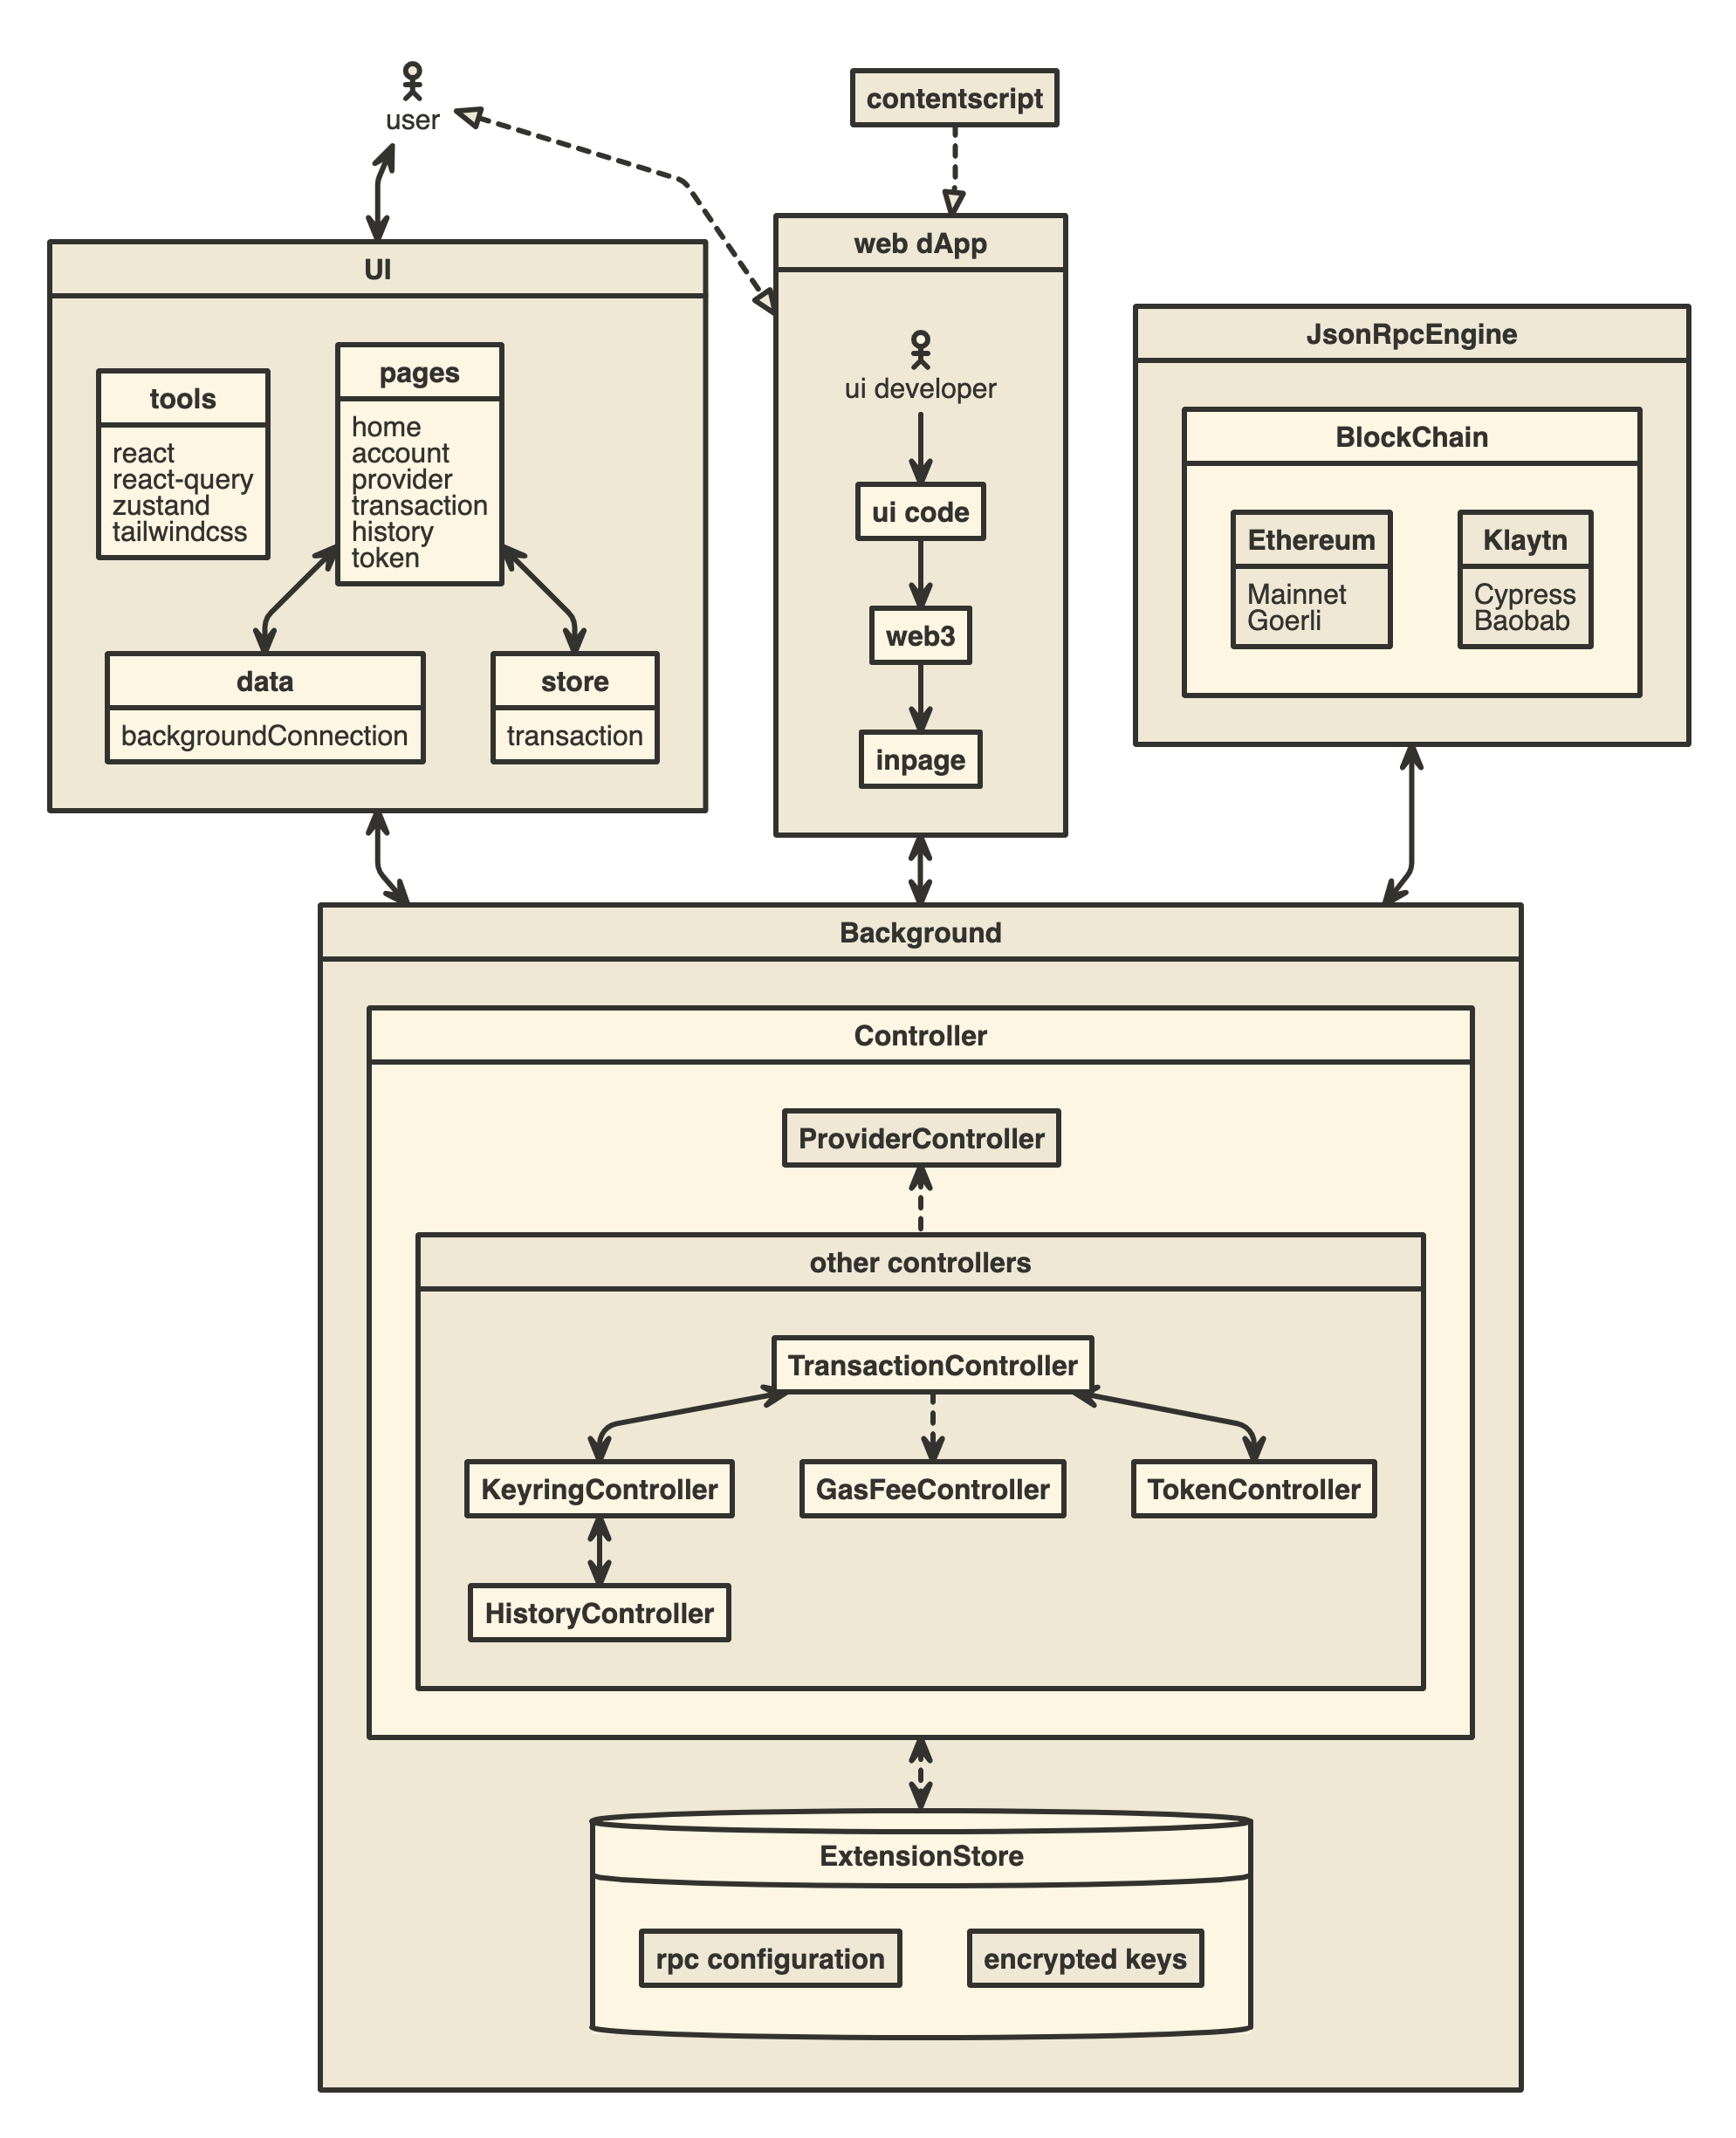 user
contentscript
UI
tools
react
react-query
zustand
tailwindcss
pages
home
account
provider
transaction
history
token
data
backgroundConnection
store
transaction
web dApp
ui developer
ui code
web3
inpage
JsonRpcEngine
BlockChain
Ethereum
Mainnet
Goerli
Klaytn
Cypress
Baobab
Background
Controller
ProviderController
other controllers
TransactionController
KeyringController
GasFeeController
TokenController
HistoryController
ExtensionStore
rpc configuration
encrypted keys